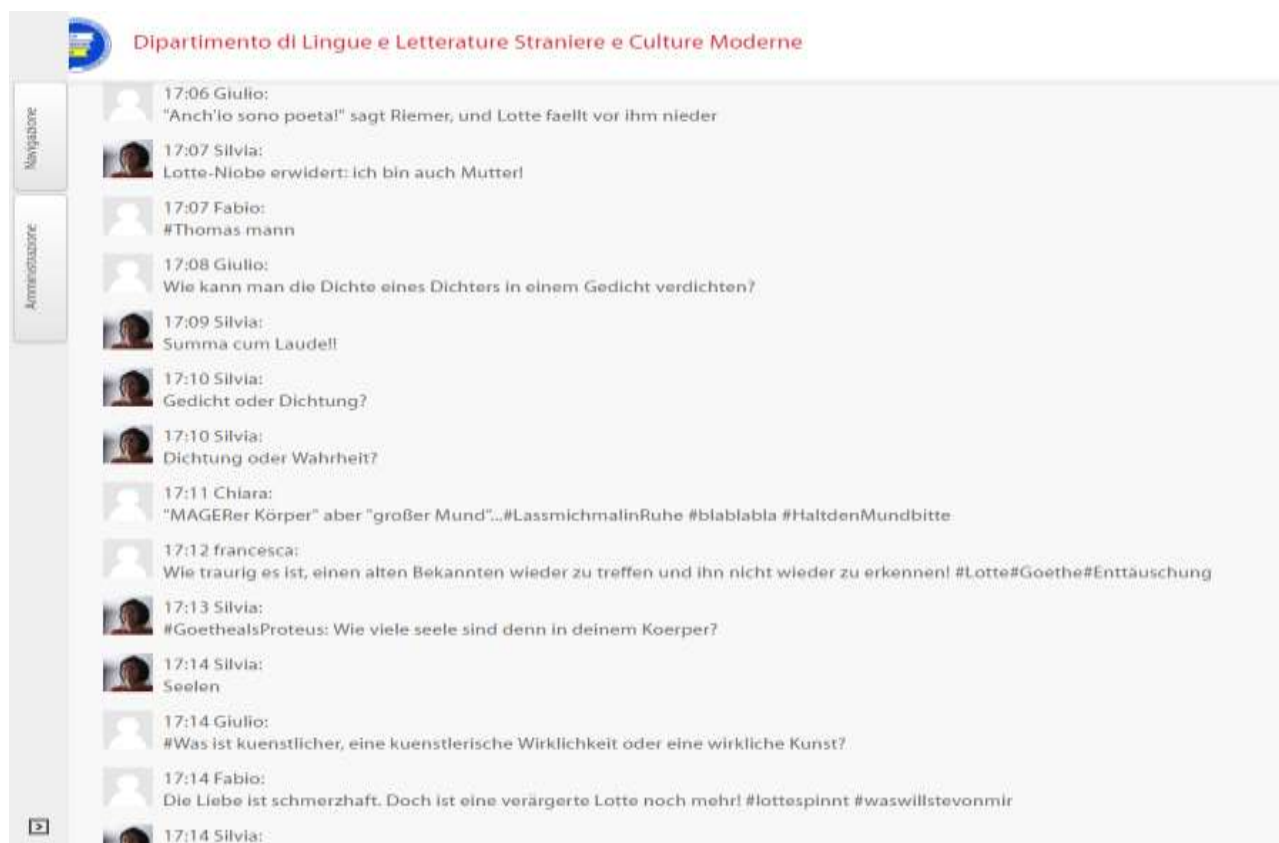 Dipartimento di Lingue e Letterature Straniere e Culture Moderne
Navigazione
Amministrazione
17:06 Giulio:
"Anch'io sono poeta!" sagt Riemer, und Lotte faellt vor ihm nieder
17:07 Silvia:
Lotte-Niobe erwidert: ich bin auch Mutter!
17:07 Fabio:
#Thomas mann
17:08 Giulio:
Wie kann man die Dichte eines Dichters in einem Gedicht verdichten?
17:09 Silvia:
Summa cum Laude!!
17:10 Silvia:
Gedicht oder Dichtung?
17:10 Silvia:
Dichtung oder Wahrheit?
17:11 Chiara:
"MAGERer Körper" aber "großer Mund"...#LassmichmalinRuhe #blablabla #HaltdenMundbitte
17:12 francesca:
Wie traurig es ist, einen alten Bekannten wieder zu treffen und ihn nicht wieder zu erkennen! #Lotte#Goethe#Enttäuschung
17:13 Silvia:
#GoethealsProteus: Wie viele seele sind denn in deinem Koerper?
17:14 Silvia:
Seelen
17:14 Giulio:
#Was ist kuenstlicher, eine kuenstlerische Wirklichkeit oder eine wirkliche Kunst?
17:14 Fabio:
Die Liebe ist schmerzhaft. Doch ist eine verärgerte Lotte noch mehr! #lottespinnt #waswillstevonmir
17:14 Silvia: